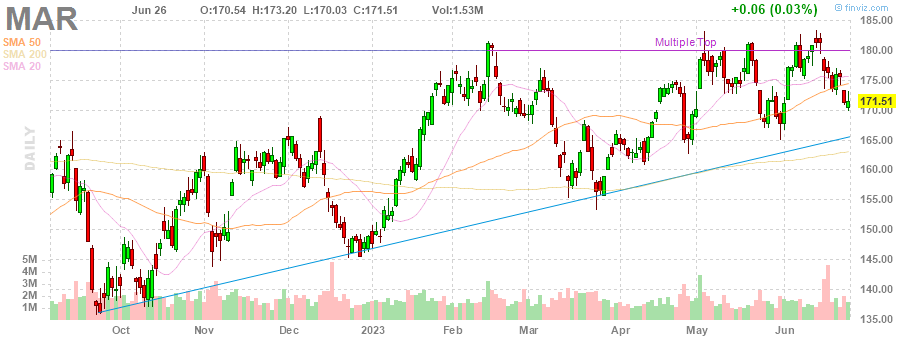 MAR
Jun 26 O:170.54 H:173.20 L:170.03 C:171.51 Vol:1.53M +0.06 (0.03%)
© finviz.com
SMA 50
SMA 200
SMA 20
DAILY
Multiple Top
185.00
180.00
175.00
171.51
170.00
165.00
160.00
155.00
150.00
145.00
140.00
135.00
5M
4M
3M
2M
1M
Oct Nov Dec 2023 Feb Mar Apr May Jun